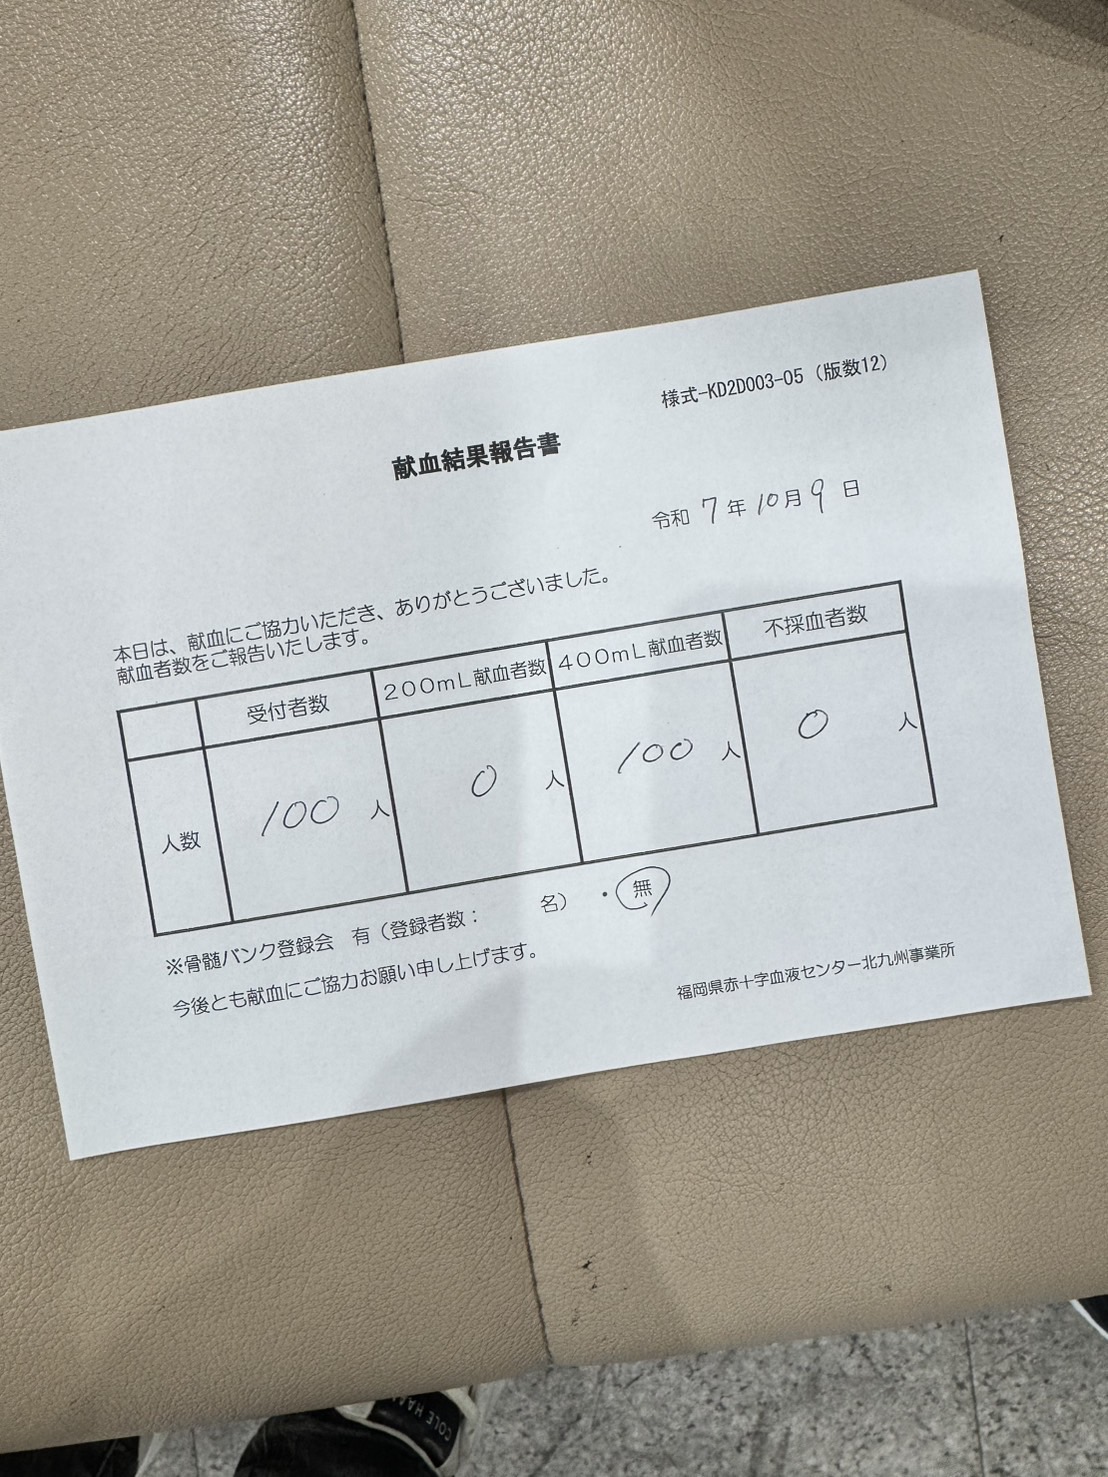 様式-KD2D003-05（版数12）
献血結果報告書
令和 7 年 10 月 9 日
本日は、献血にご協力いただき、ありがとうございました。
献血者数をご報告いたします。
受付者数 200mL献血者数 400mL献血者数 不採血者数
人数 100 人 0 人 100 人 0 人
※骨髄バンク登録会 有（登録者数： 名）・無
今後とも献血にご協力お願い申し上げます。
福岡県赤十字血液センター北九州事業所
COLE HAAN